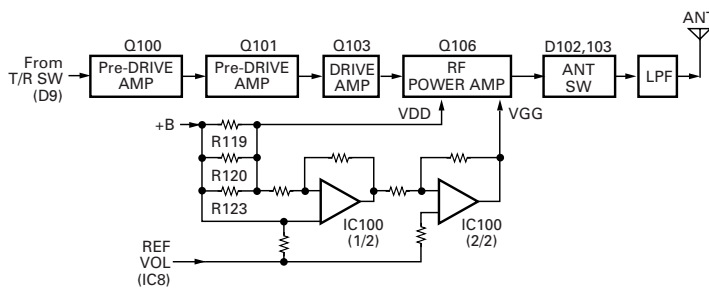 ANT
Q100
Q101
Q103
Q106
D102,103
From
T/R SW
(D9)
Pre-DRIVE
AMP
Pre-DRIVE
AMP
DRIVE
AMP
RF
POWER AMP
ANT
SW
LPF
+B
VDD
VGG
R119
R120
R123
IC100
(1/2)
IC100
(2/2)
REF
VOL
(IC8)